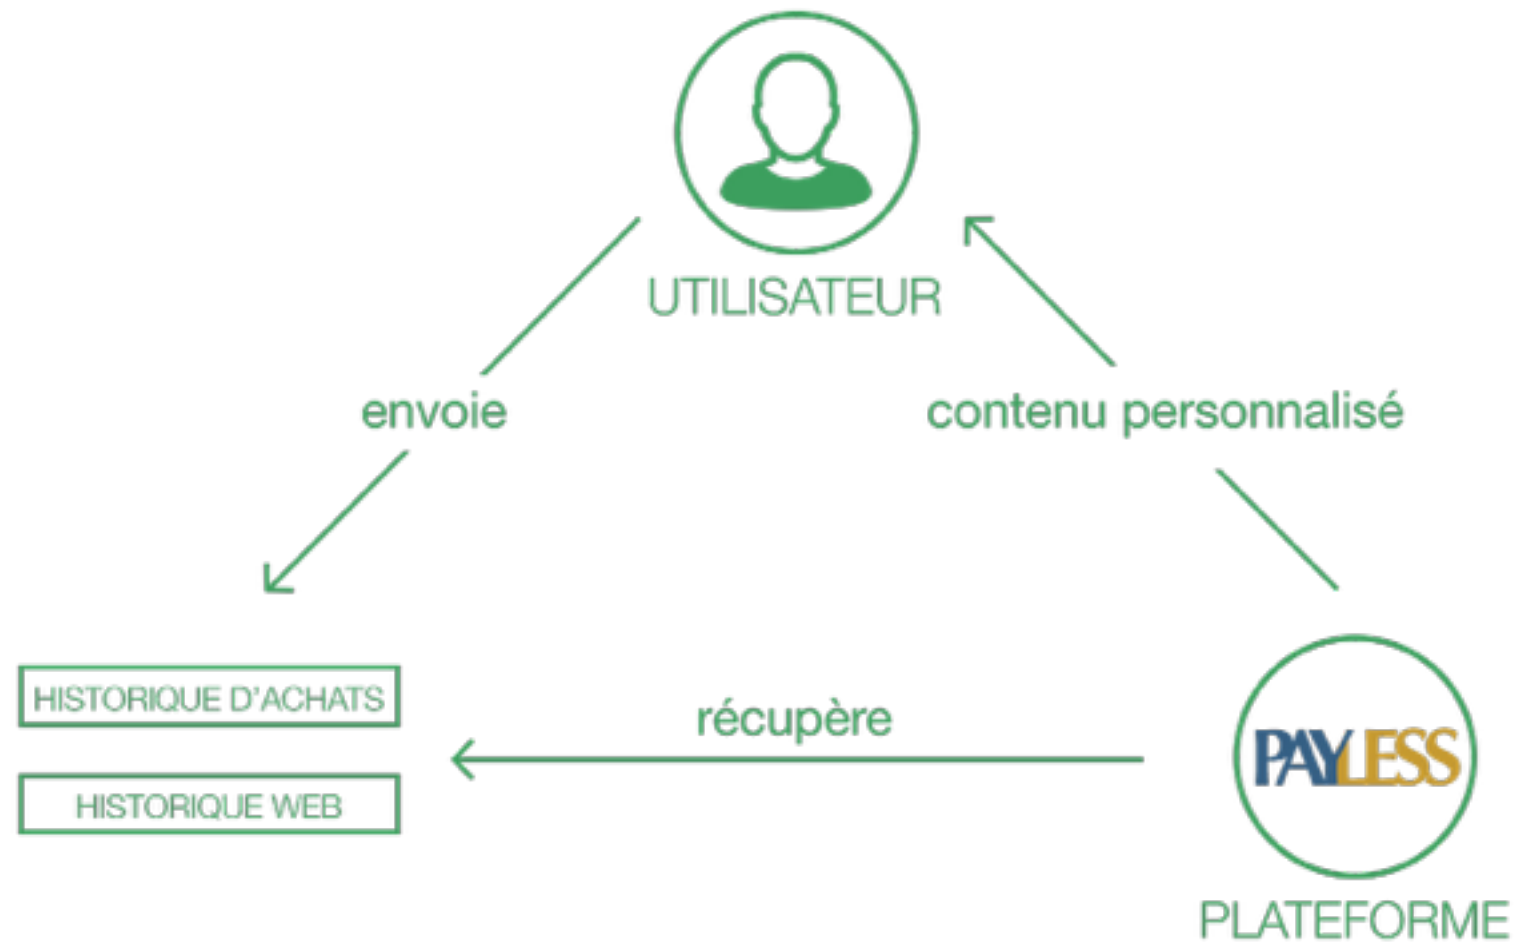 UTILISATEUR
envoie
contenu personnalisé
HISTORIQUE D'ACHATS
récupère
HISTORIQUE WEB
PAYLESS
PLATEFORME